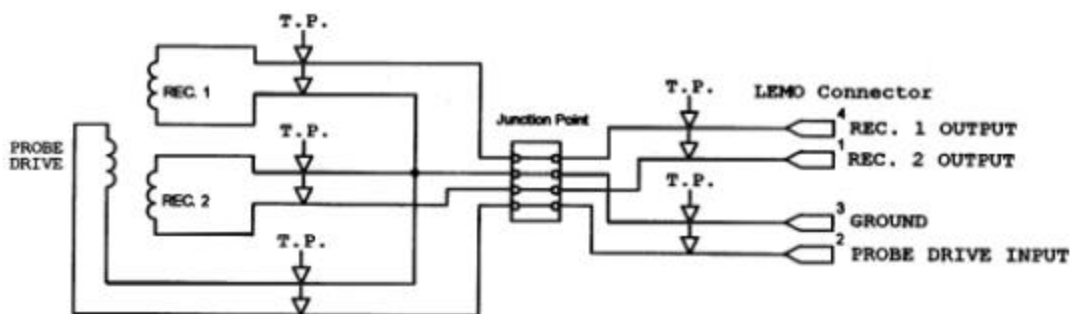 T.P.
REC. 1
T.P.
LEMO Connector
4
REC. 1 OUTPUT
Junction Point
T.P.
1
REC. 2 OUTPUT
PROBE
DRIVE
T.P.
REC. 2
3
GROUND
T.P.
2
PROBE DRIVE INPUT